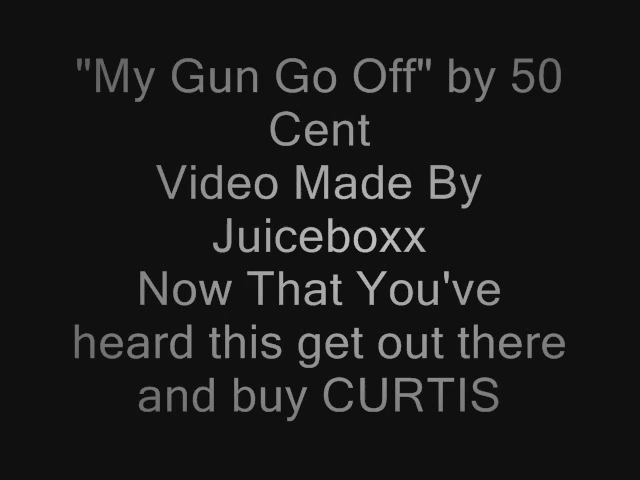 "My Gun Go Off" by 50
Cent
Video Made By
Juiceboxx
Now That You've
heard this get out there
and buy CURTIS